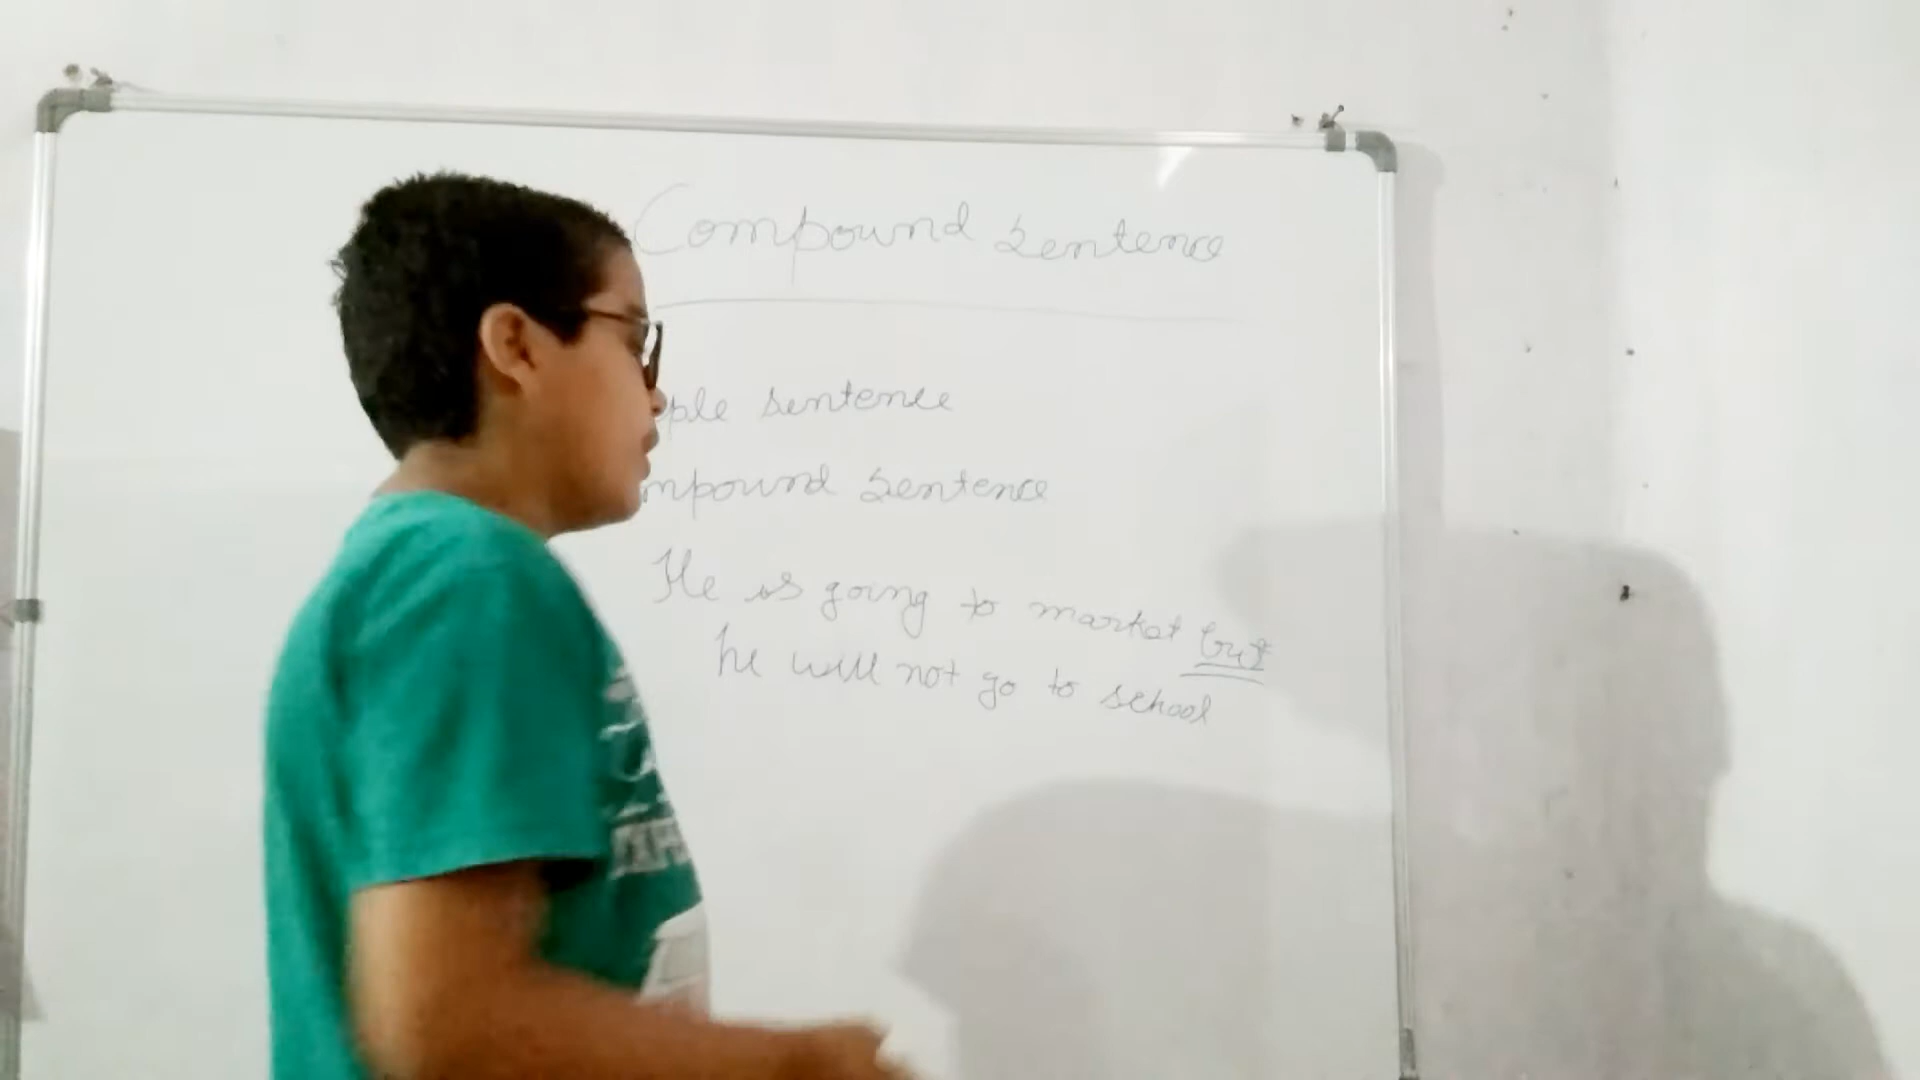 Compound Sentence
ple sentence
mpound Sentence
He is going to market but
he will not go to school